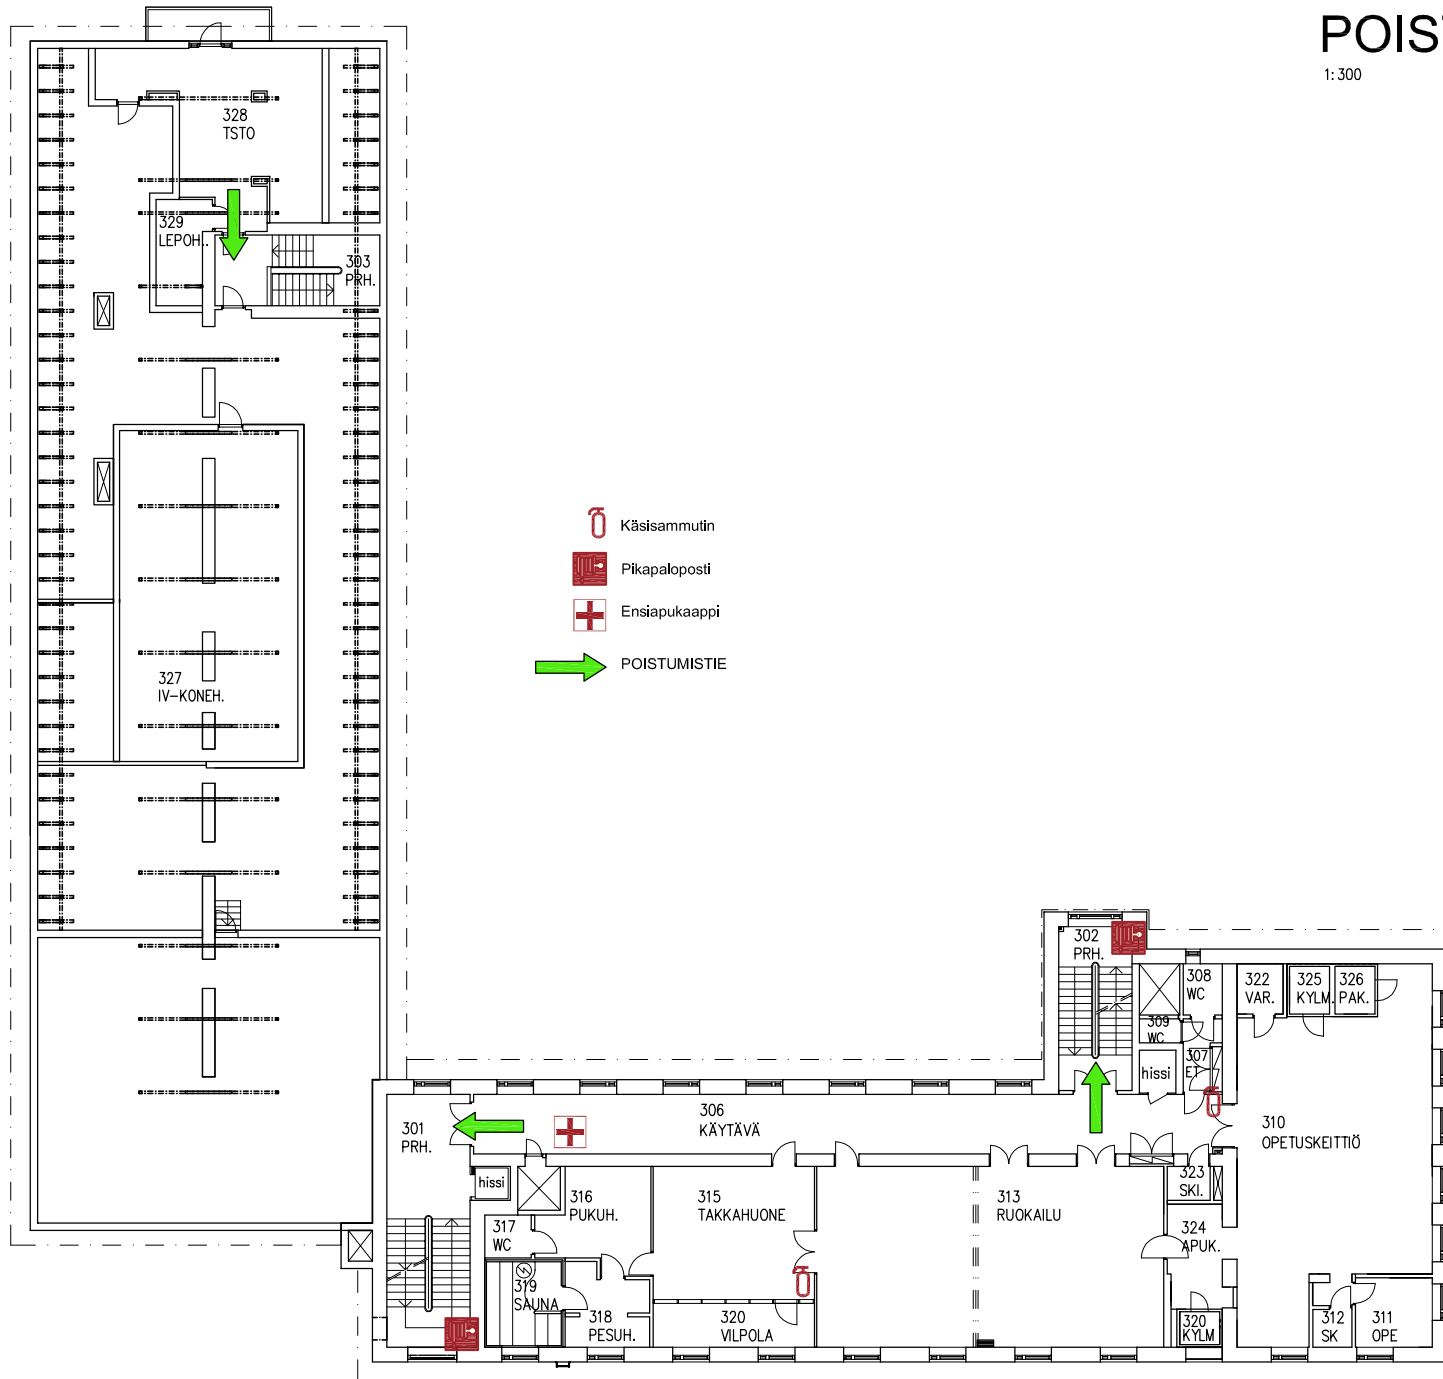 POIS
1:300
328
TSTO
329
LEPOH.
303
PRH.
Käsisammutin
Pikapaloposti
Ensiapukaappi
POISTUMISTIE
327
IV-KONEH.
302
PRH.
308
WC
322
VAR.
325
KYLM.
326
PAK.
309
WC
307
ET
hissi
301
PRH.
306
KÄYTÄVÄ
310
OPETUSKEITTIÖ
hissi
316
PUKUH.
315
TAKKAHUONE
313
RUOKAILU
323
SKI.
317
WC
324
APUK.
319
SAUNA
318
PESUH.
320
VILPOLA
320
KYLM
312
SK
311
OPE